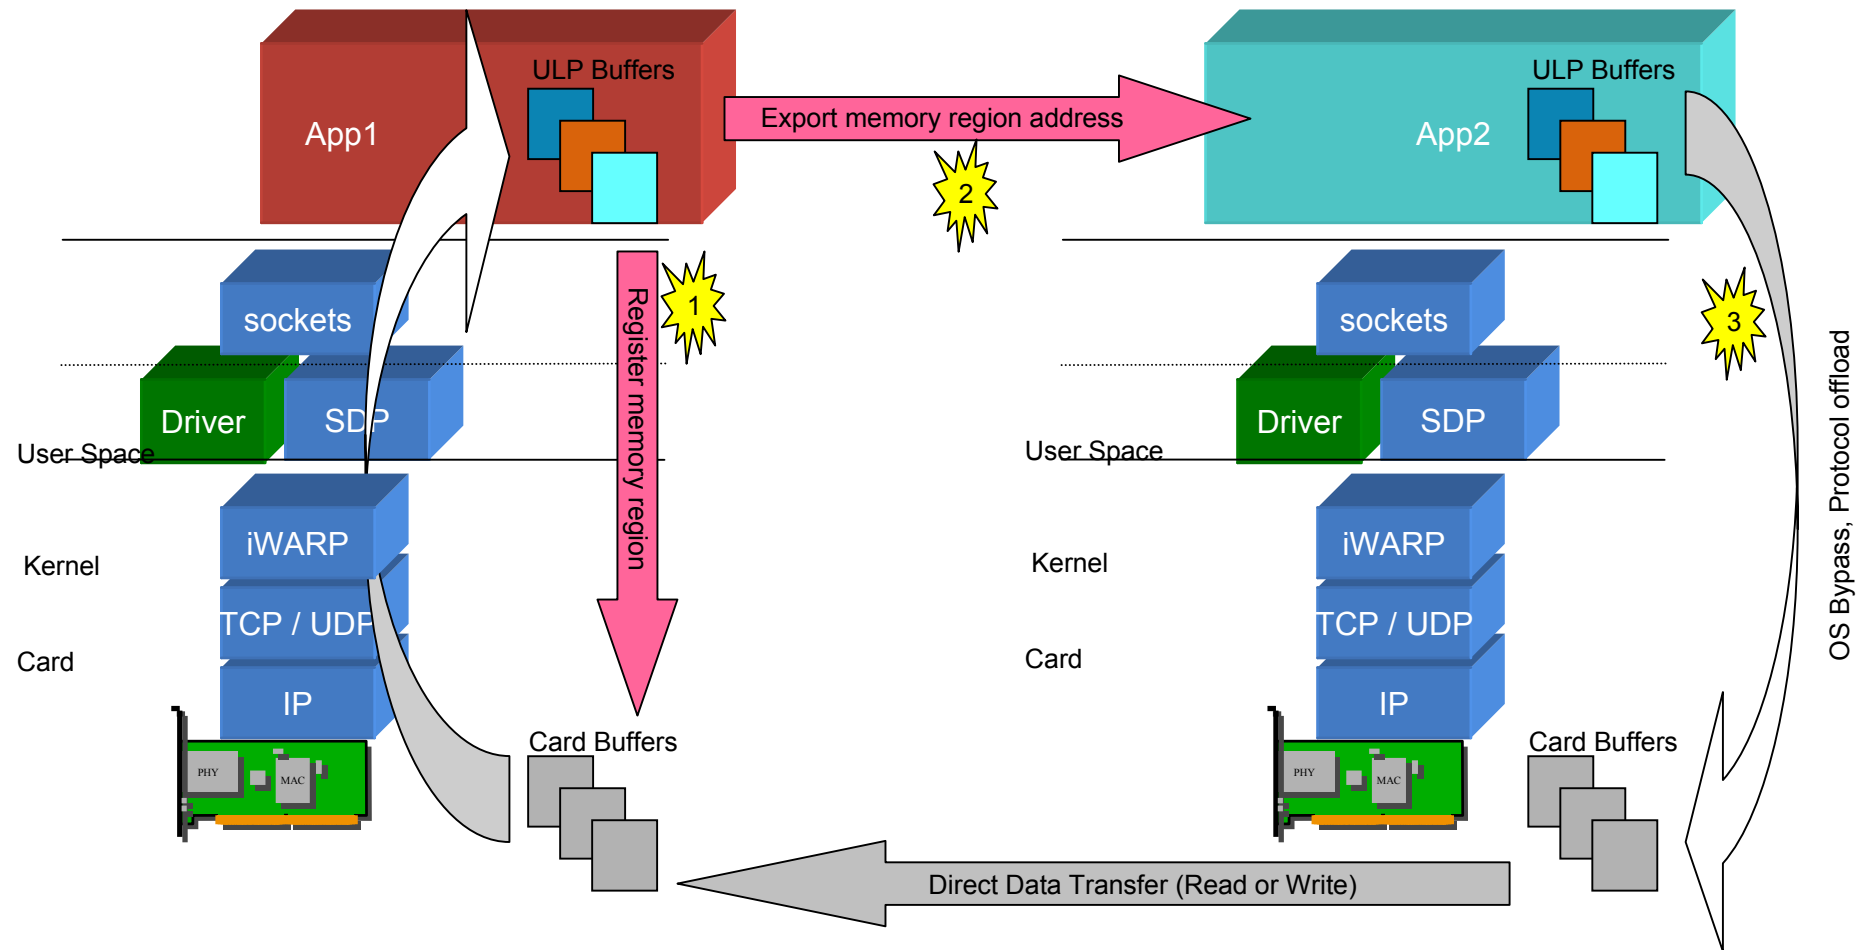 ULP Buffers
App1
Export memory region address
2
ULP Buffers
App2
sockets
1
Register memory region
Driver
SDP
User Space
iWARP
Kernel
TCP / UDP
Card
IP
Card Buffers
PHY
MAC
sockets
3
OS Bypass, Protocol offload
Driver
SDP
User Space
iWARP
Kernel
TCP / UDP
Card
IP
Card Buffers
PHY
MAC
Direct Data Transfer (Read or Write)